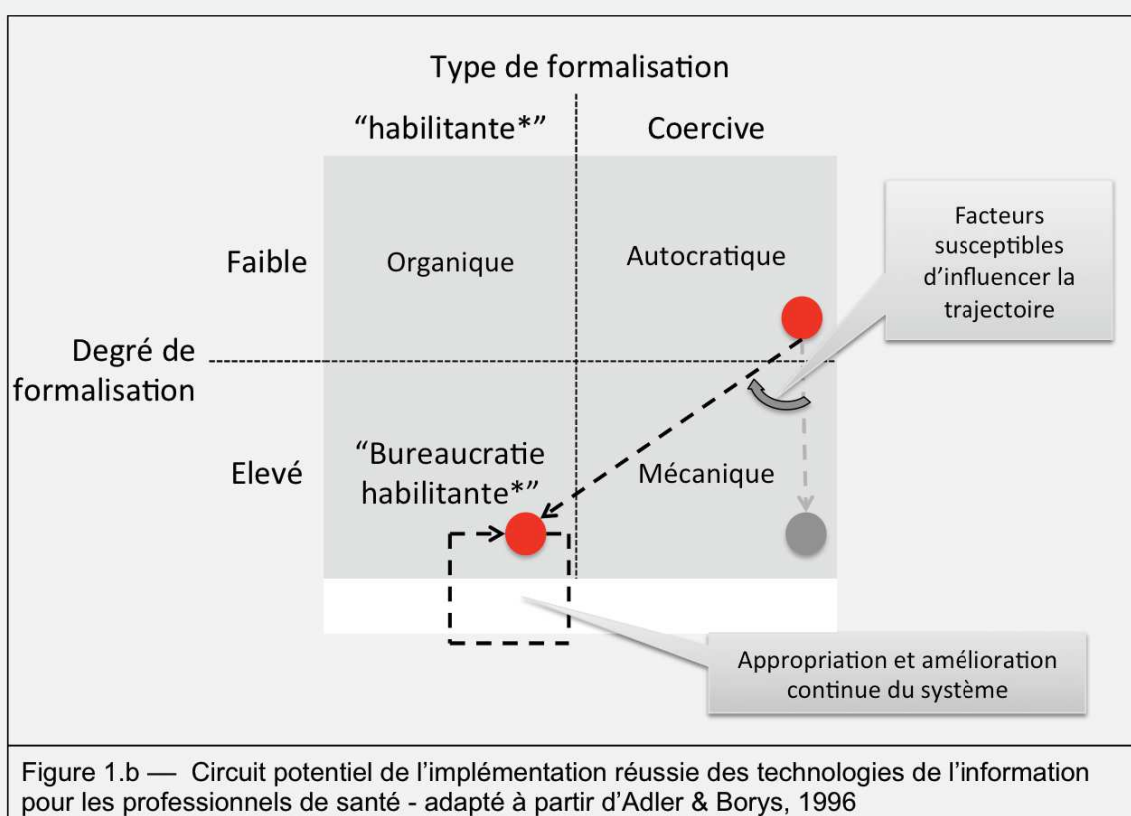 Type de formalisation
“habilitante*”
Coercive
Faible
Organique
Autocratique
Facteurs
susceptibles
d’influencer la
trajectoire
Degré de
formalisation
Elevé
“Bureaucratie
habilitante*”
Mécanique
Appropriation et amélioration
continue du système
Figure 1.b — Circuit potentiel de l’implémentation réussie des technologies de l’information
pour les professionnels de santé - adapté à partir d’Adler & Borys, 1996